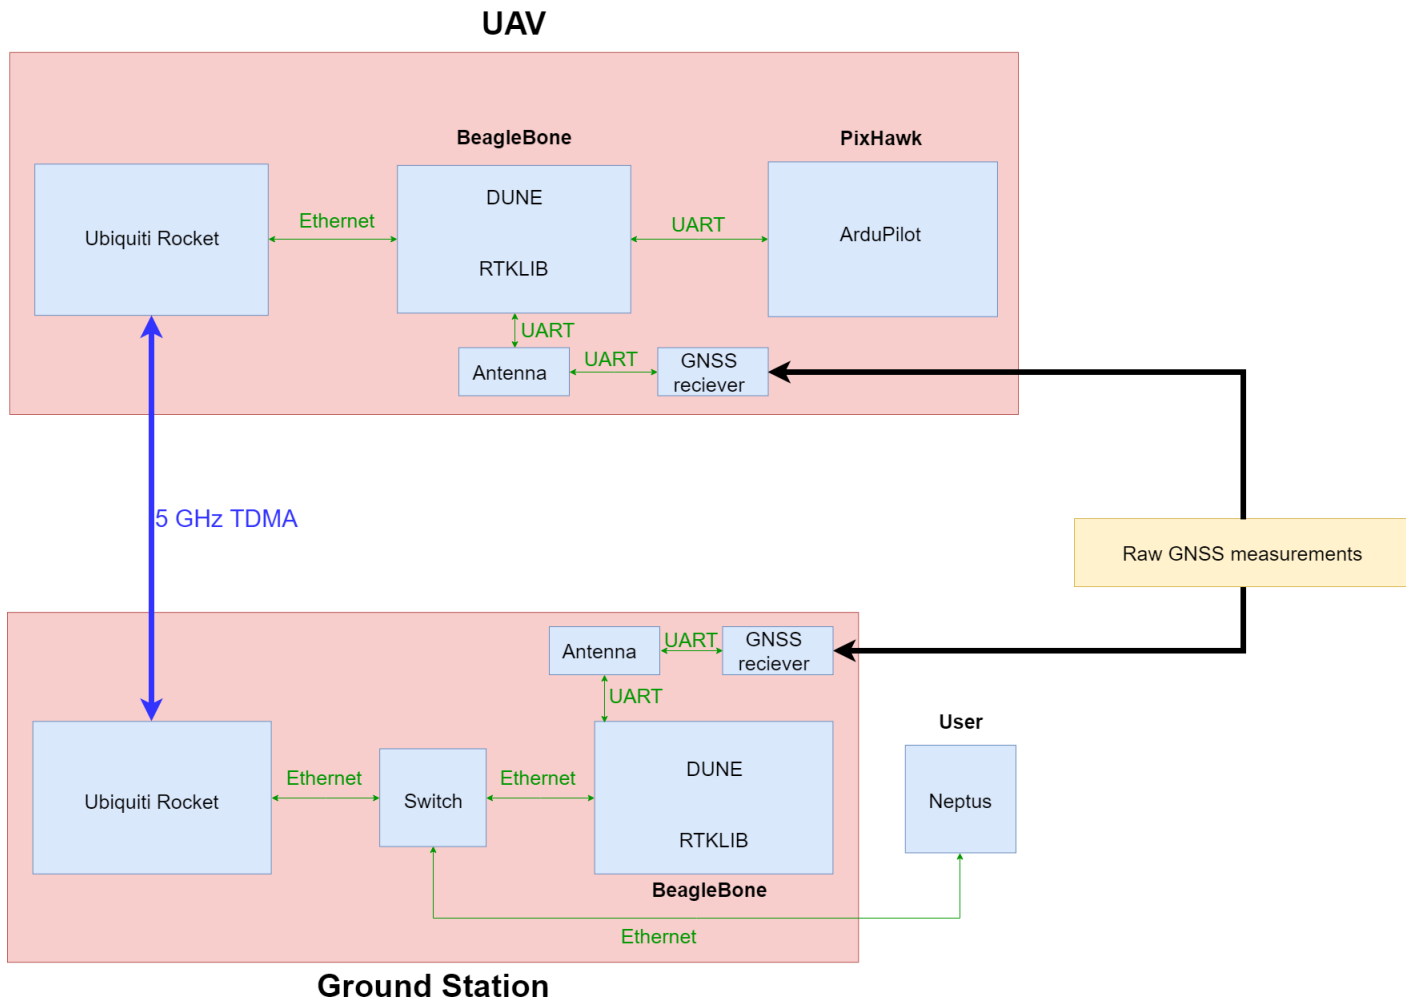 UAV
BeagleBone
PixHawk
DUNE
Ubiquiti Rocket
Ethernet
UART
ArduPilot
RTKLIB
UART
Antenna
UART
GNSS
reciever
5 GHz TDMA
Raw GNSS measurements
Antenna
UART
GNSS
reciever
UART
User
Ubiquiti Rocket
Ethernet
Switch
Ethernet
DUNE
RTKLIB
Neptus
BeagleBone
Ethernet
Ground Station